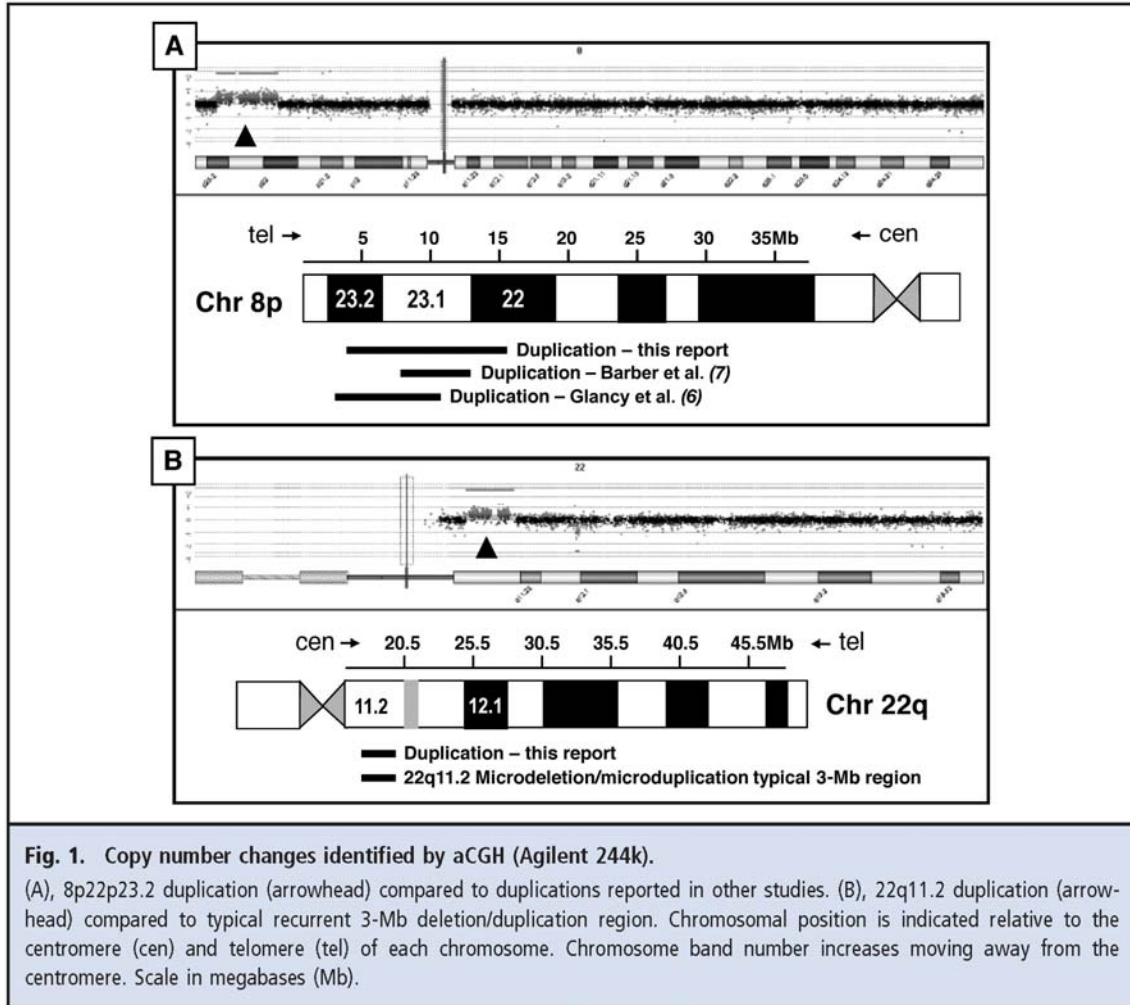 A
8
tel → 5 10 15 20 25 30 35Mb ← cen
Chr 8p 23.2 23.1 22
Duplication – this report
Duplication – Barber et al. (7)
Duplication – Glancy et al. (6)
B
22
cen → 20.5 25.5 30.5 35.5 40.5 45.5Mb ← tel
11.2 12.1 Chr 22q
Duplication – this report
22q11.2 Microdeletion/microduplication typical 3-Mb region
Fig. 1. Copy number changes identified by aCGH (Agilent 244k).
(A), 8p22p23.2 duplication (arrowhead) compared to duplications reported in other studies. (B), 22q11.2 duplication (arrow-
head) compared to typical recurrent 3-Mb deletion/duplication region. Chromosomal position is indicated relative to the
centromere (cen) and telomere (tel) of each chromosome. Chromosome band number increases moving away from the
centromere. Scale in megabases (Mb).